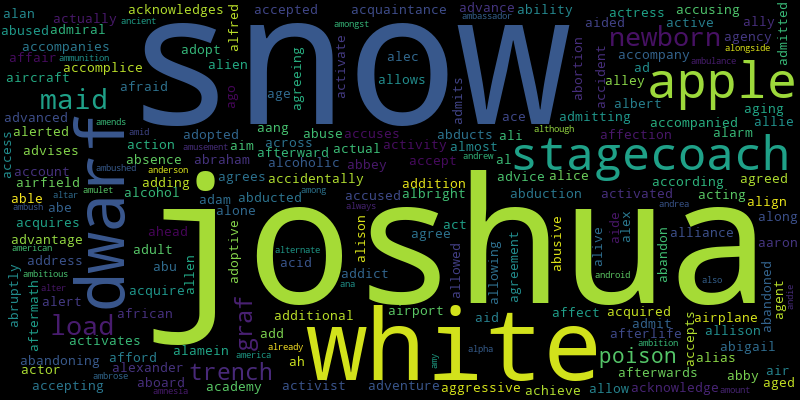 alan acknowledges snow accepted acquaintance advance ability actress accusing
abused actually alfred adopt activate amongst alec active ally admitted
ancient admiral accompanies alien agreeing allows ambassador aided newborn agency alongside
affair ammunition accomplice afraid ago age admits abortion accident accompany ambulance
aircraft maid ace ad alley apple
advanced amends adopted aang abuse accuses ali although albert admitting aging allie
alerted amid action across actual activity almost affection accompanied alarm
access advises ambushed amusement aim afterward abbey accept andrew al stagecoach
account dwarf absence abraham alcoholic abducts advice alice according agreed
airfield anderson adding agrees accidentally addition abduction activated acting
able altar amulet alcohol adam abducted among accused albright andrea align
ambush abe joshua alone always act abusive aide alex alliance along
acquires american ahead adoptive alison agree alive aaron
advantage adult alternate allowed allowing agreement abandon
address abu allen acid addict android also abandoned
abruptly ambitious acquire ana agent
aftermath alert alter african graf additional airport aid affect acquired airplane andie
load activates add white alpha admit afterlife accepts allison amount
abandoning afford alamein america already amy ambition abigail
actor alexander trench ah poison alias air
accepting ambrose aboard amnesia academy activist adventure aggressive achieve allow afterwards acknowledge abby aged